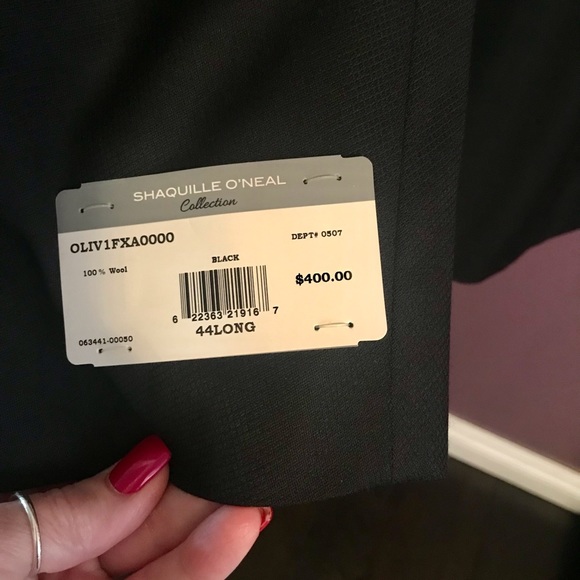 SHAQUILLE O'NEAL
Collection
OLIV1FXA0000
DEPT# 0507
BLACK
100% Wool
$400.00
6 22363 21916 7
44LONG
063441-00050